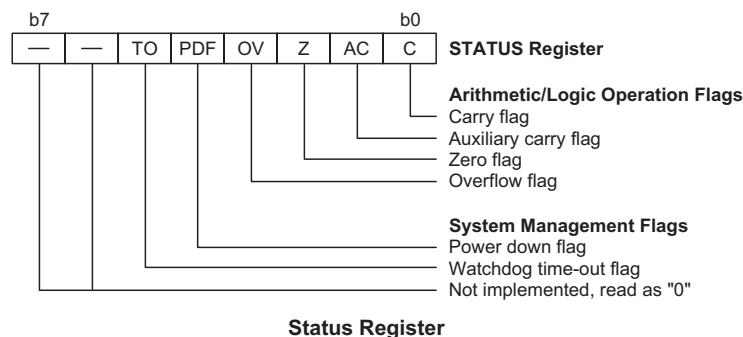 b7 b0
— — TO PDF OV Z AC C STATUS Register
Arithmetic/Logic Operation Flags
Carry flag
Auxiliary carry flag
Zero flag
Overflow flag
System Management Flags
Power down flag
Watchdog time-out flag
Not implemented, read as "0"
Status Register